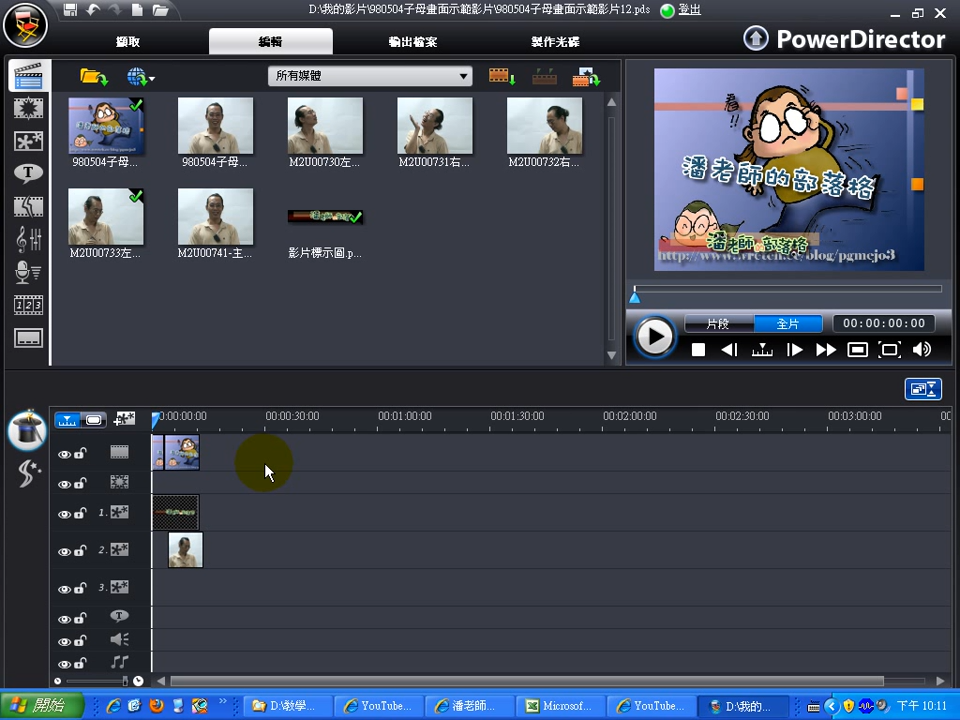 D:\我的影片\980504子母畫面示範影片\980504子母畫面示範影片12.pds
登出
擷取
編輯
輸出檔案
製作光碟
PowerDirector
所有媒體
980504子母...
980504子母...
M2U00730左...
M2U00731右...
M2U00732右...
M2U00733左...
M2U00741-主...
影片標示圖.p...
看!!
潘老師的部落格
潘老師的部落格
http://www.wretch.cc/blog/pgmejo3
片段
全片
00:00:00:00
0:00:00:00
00:00:30:00
00:01:00:00
00:01:30:00
00:02:00:00
00:02:30:00
00:03:00:00
00
1.
2.
3.
開始
D:\教學...
YouTube...
潘老師...
Microsof...
YouTube...
D:\我的...
下午 10:11